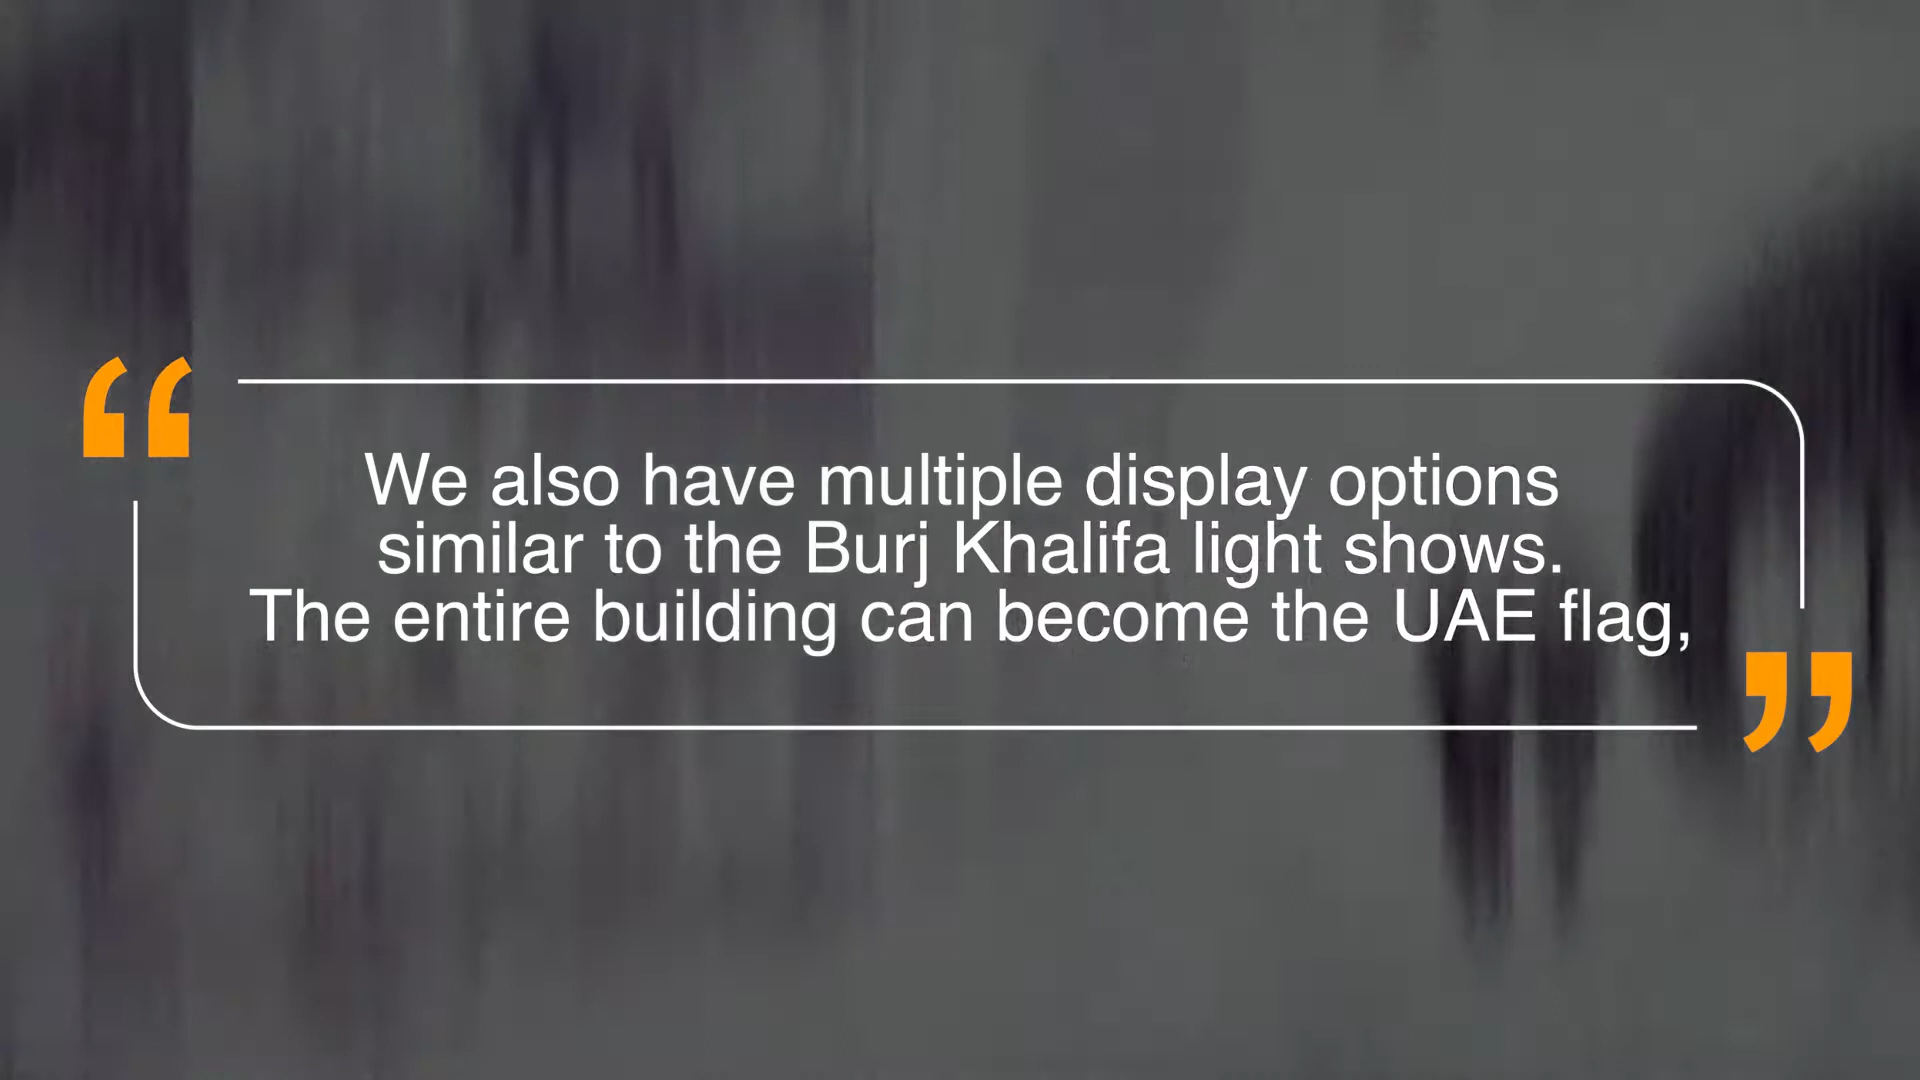 “
We also have multiple display options
similar to the Burj Khalifa light shows.
The entire building can become the UAE flag,
”